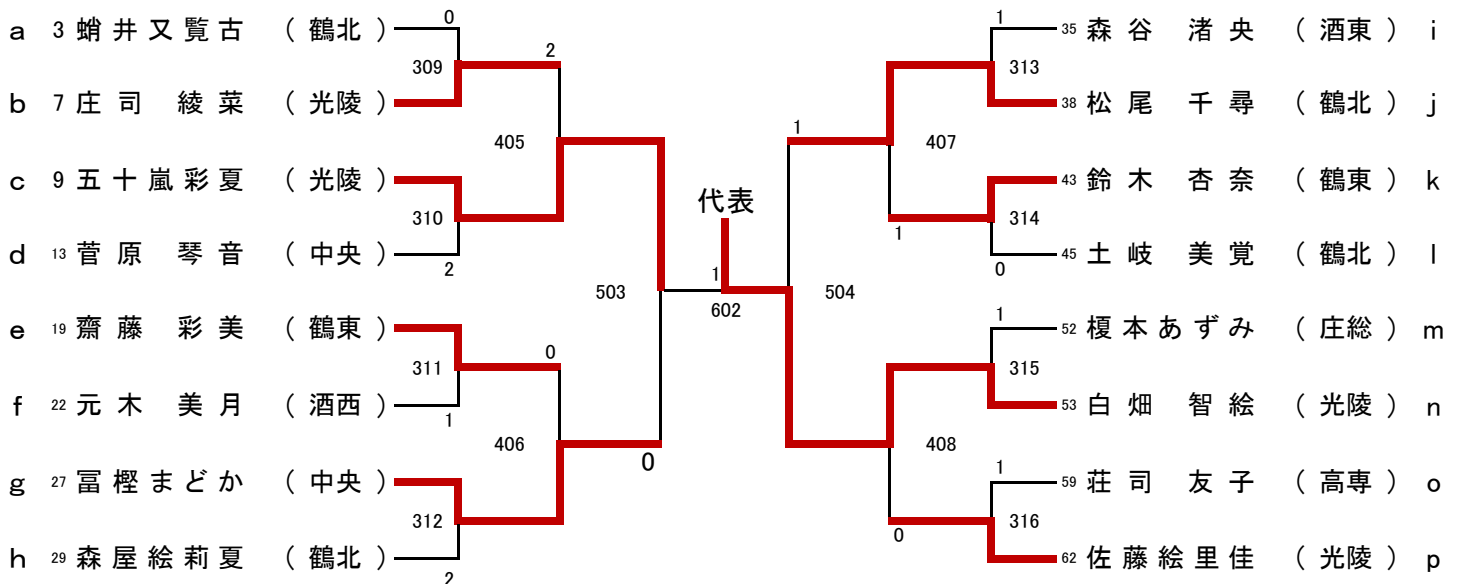 a 3 蛸井又覧古 （ 鶴北 ） 0
309
2
b 7 庄司 綾菜 （ 光陵 ）
405
c 9 五十嵐彩夏 （ 光陵 ）
310
d 13 菅原 琴音 （ 中央 ） 2
503
e 19 齋藤 彩美 （ 鶴東 ）
311
0
f 22 元木 美月 （ 酒西 ） 1
406
0
g 27 冨樫まどか （ 中央 ）
312
h 29 森屋絵莉夏 （ 鶴北 ） 2
代表
1
602
1 35 森谷 渚央 （ 酒東 ） i
313
38 松尾 千尋 （ 鶴北 ） j
1
407
43 鈴木 杏奈 （ 鶴東 ） k
314
1
0 45 土岐 美覚 （ 鶴北 ） l
504
1 52 榎本あずみ （ 庄総 ） m
315
53 白畑 智絵 （ 光陵 ） n
408
1 59 荘司 友子 （ 高専 ） o
316
0
62 佐藤絵里佳 （ 光陵 ） p